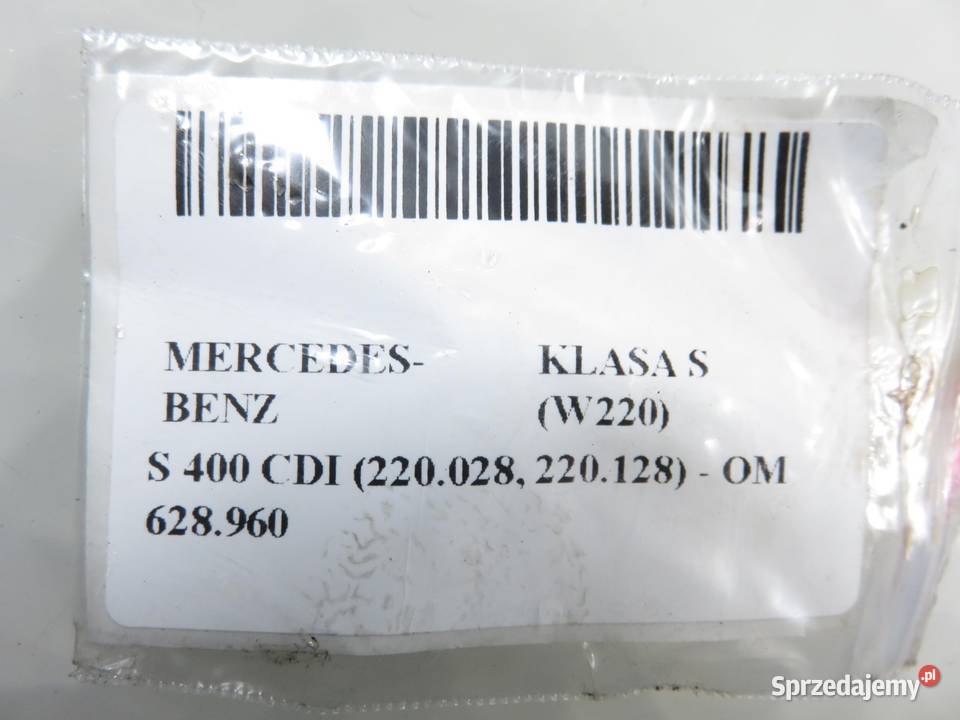 MERCEDES- KLASA S
BENZ (W220)
S 400 CDI (220.028, 220.128) - OM
628.960
Sprzedajemy.pl